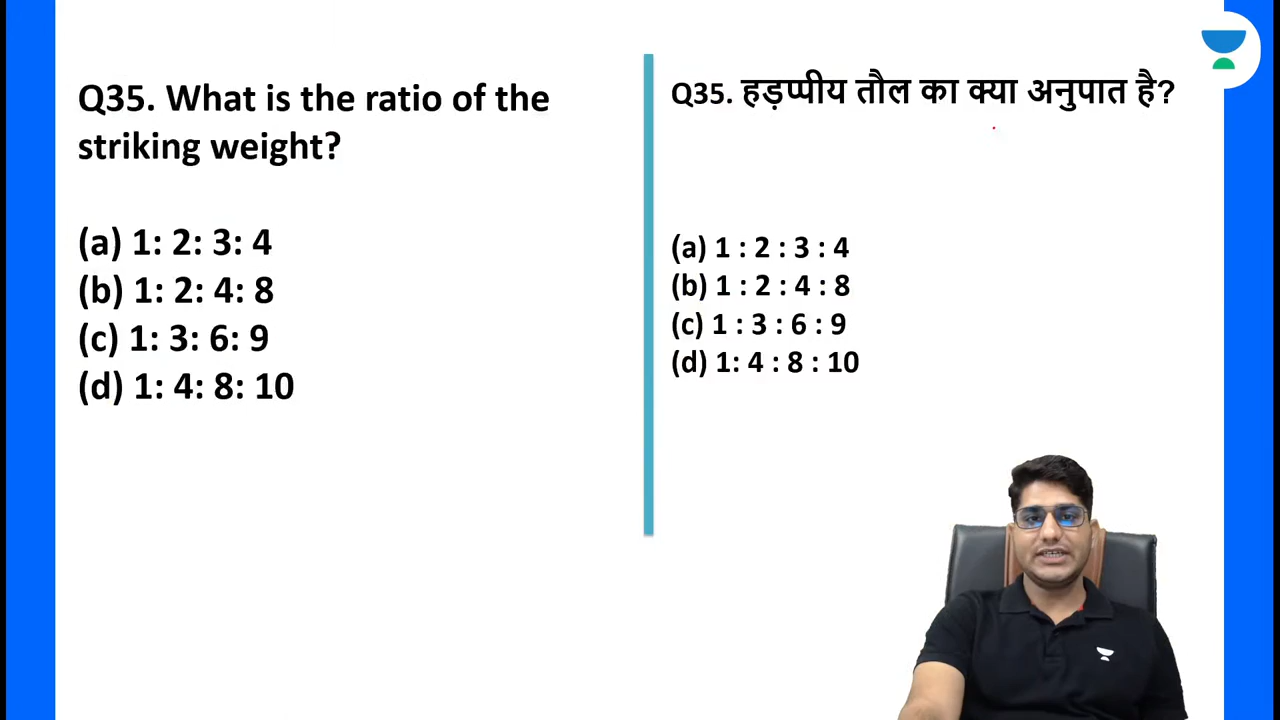 Q35. What is the ratio of the
striking weight?
(a) 1: 2: 3: 4
(b) 1: 2: 4: 8
(c) 1: 3: 6: 9
(d) 1: 4: 8: 10
Q35. हड़प्पीय तौल का क्या अनुपात है?
(a) 1 : 2 : 3 : 4
(b) 1 : 2 : 4 : 8
(c) 1 : 3 : 6 : 9
(d) 1: 4 : 8 : 10